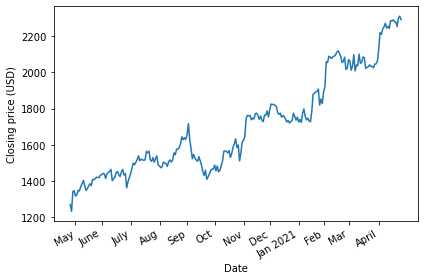 Closing price (USD)
2200
2000
1800
1600
1400
1200
May
June
July
Aug
Sep
Oct
Nov
Dec
Jan 2021
Feb
Mar
April
Date